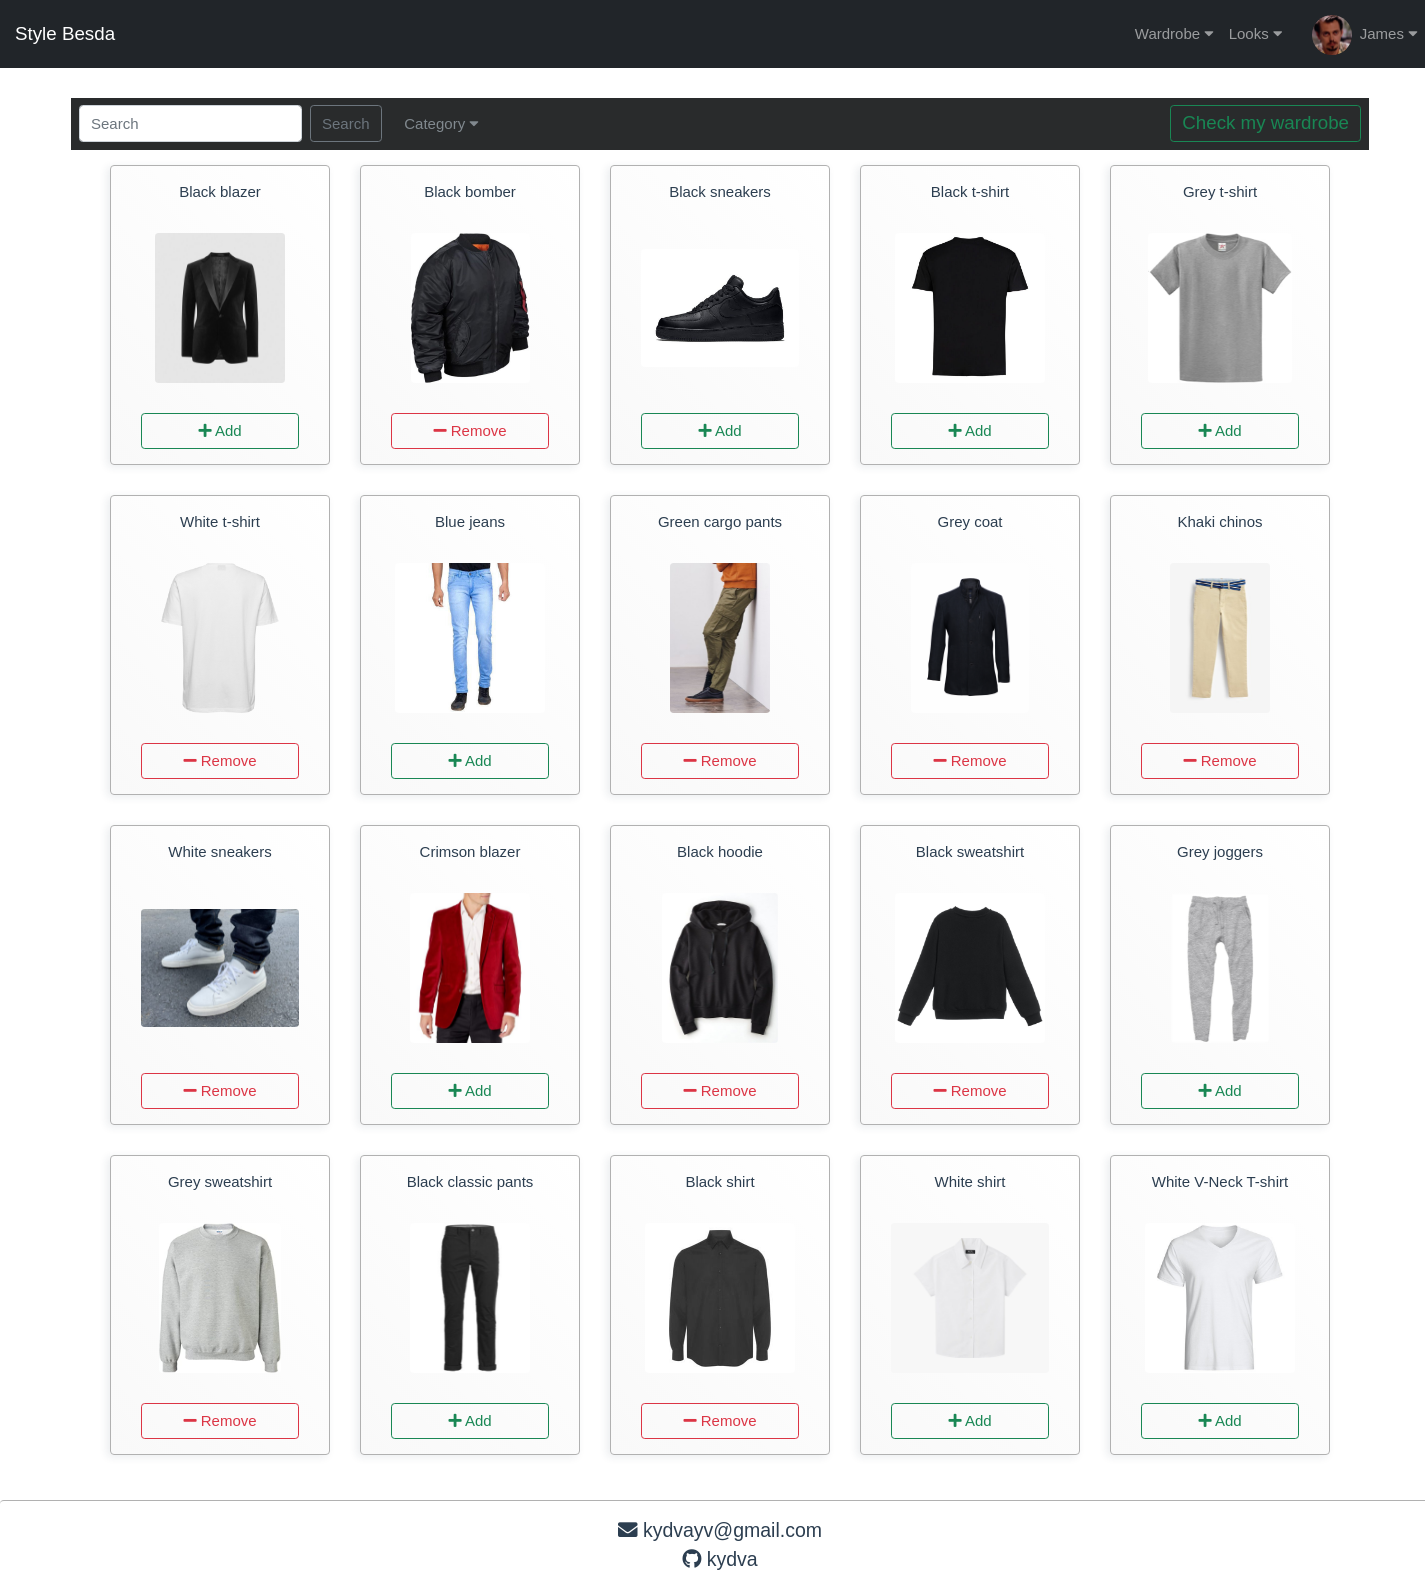 Style Besda
Wardrobe Looks James
Search Search Category Check my wardrobe
Black blazer Black bomber Black sneakers Black t-shirt Grey t-shirt
Add Remove Add Add Add
White t-shirt Blue jeans Green cargo pants Grey coat Khaki chinos
Remove Add Remove Remove Remove
White sneakers Crimson blazer Black hoodie Black sweatshirt Grey joggers
Remove Add Remove Remove Add
Grey sweatshirt Black classic pants Black shirt White shirt White V-Neck T-shirt
Remove Add Remove Add Add
kydvayv@gmail.com
kydva